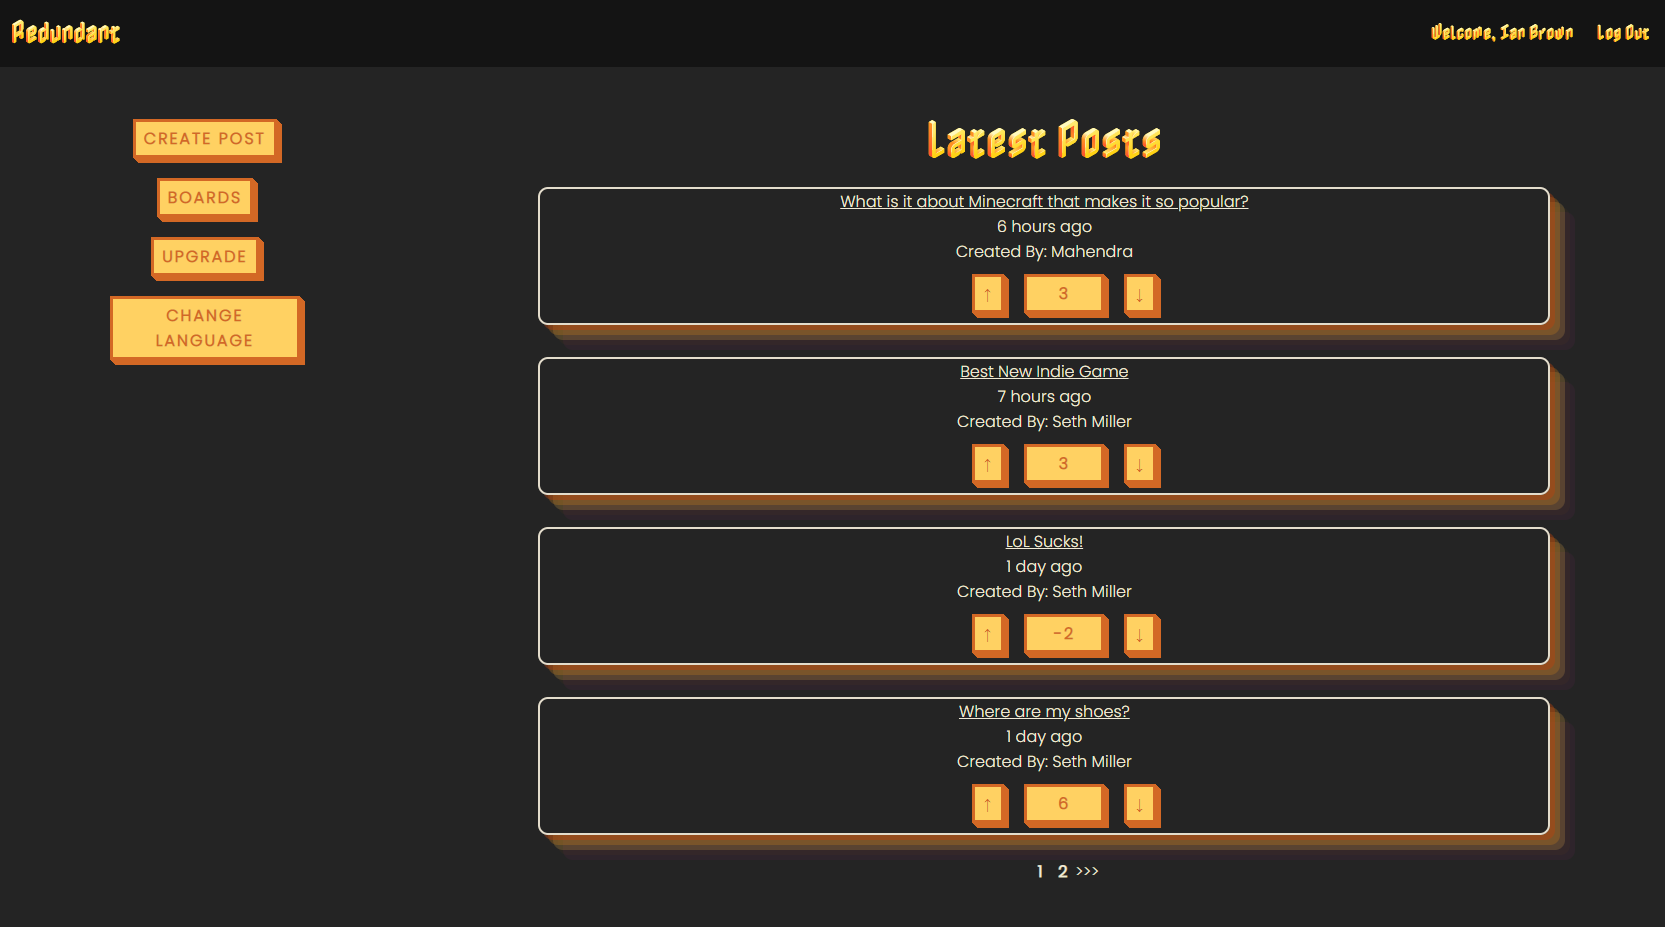 Redundant
Welcome, Ian Brown
Log Out
CREATE POST
BOARDS
UPGRADE
CHANGE
LANGUAGE
Latest Posts
What is it about Minecraft that makes it so popular?
6 hours ago
Created By: Mahendra
↑ 3 ↓
Best New Indie Game
7 hours ago
Created By: Seth Miller
↑ 3 ↓
LoL Sucks!
1 day ago
Created By: Seth Miller
↑ -2 ↓
Where are my shoes?
1 day ago
Created By: Seth Miller
↑ 6 ↓
1 2 >>>